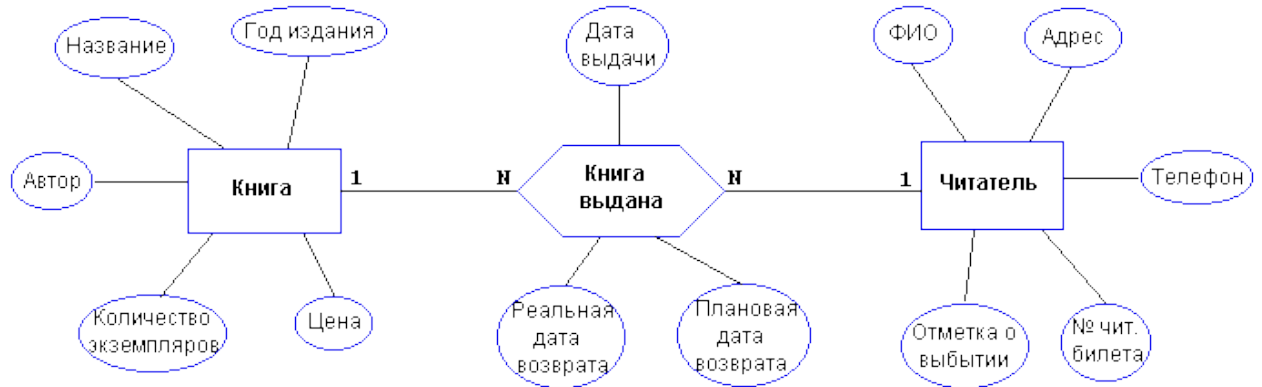 Название
Год издания
Дата
выдачи
ФИО
Адрес
Автор
Книга
1
N
Книга
выдана
N
1
Читатель
Телефон
Количество
экземпляров
Цена
Реальная
дата
возврата
Плановая
дата
возврата
Отметка о
выбытии
№ чит.
билета